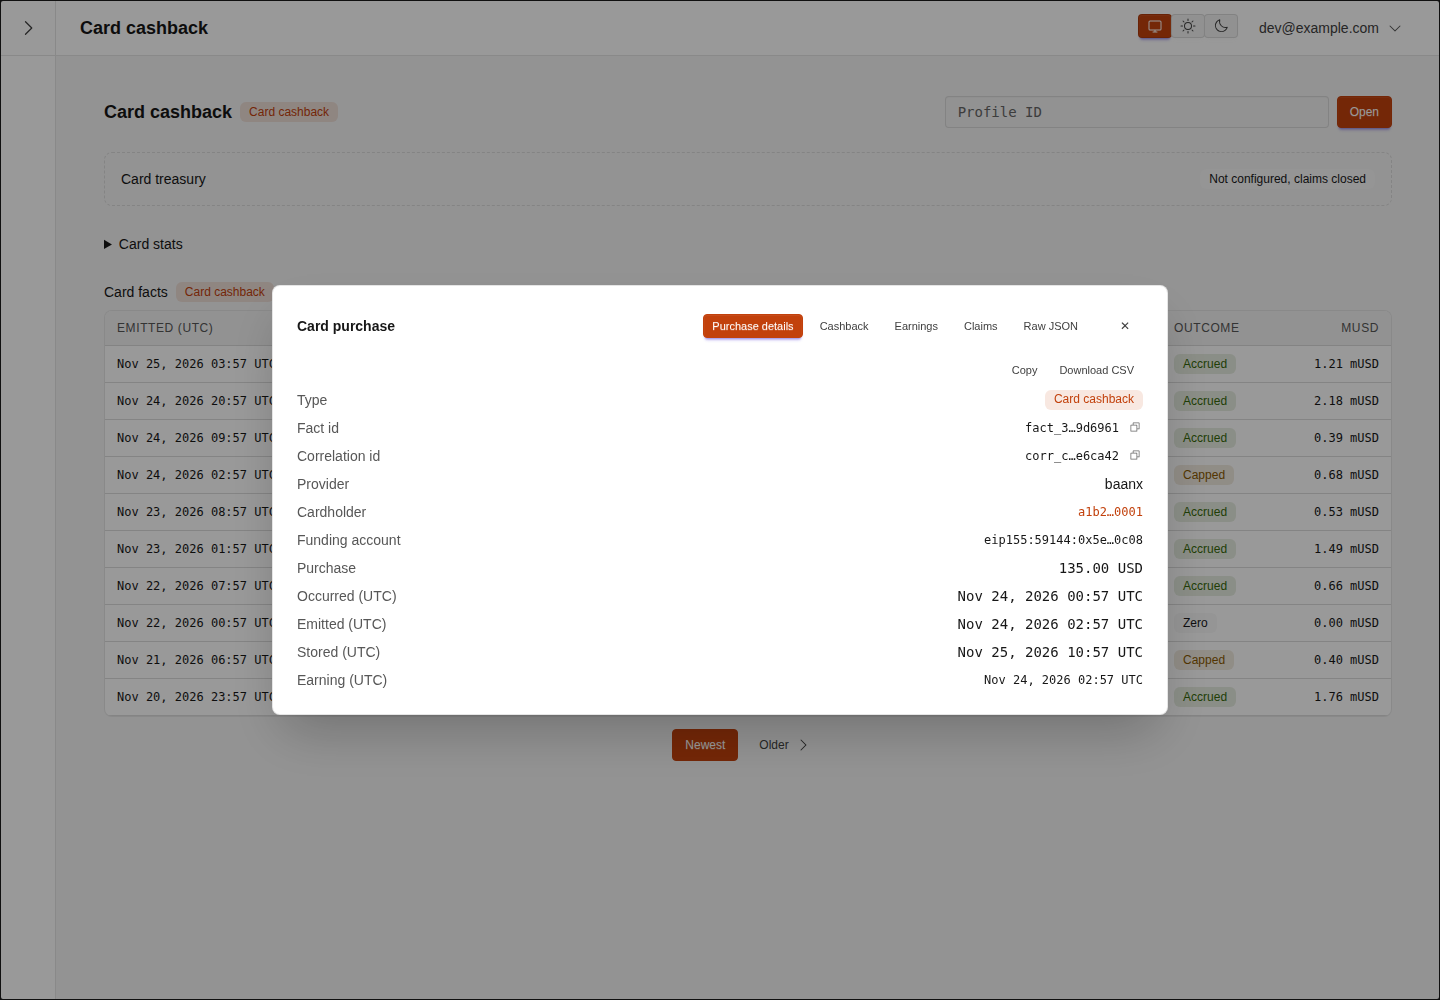 Card cashback
dev@example.com
Card cashback Card cashback
Profile ID
Open
Card treasury
Not configured, claims closed
Card stats
Card facts Card cashback
EMITTED (UTC) OUTCOME MUSD
Nov 25, 2026 03:57 UTC Accrued 1.21 mUSD
Nov 24, 2026 20:57 UTC Accrued 2.18 mUSD
Nov 24, 2026 09:57 UTC Accrued 0.39 mUSD
Nov 24, 2026 02:57 UTC Capped 0.68 mUSD
Nov 23, 2026 08:57 UTC Accrued 0.53 mUSD
Nov 23, 2026 01:57 UTC Accrued 1.49 mUSD
Nov 22, 2026 07:57 UTC Accrued 0.66 mUSD
Nov 22, 2026 00:57 UTC Zero 0.00 mUSD
Nov 21, 2026 06:57 UTC Capped 0.40 mUSD
Nov 20, 2026 23:57 UTC Accrued 1.76 mUSD
Card purchase
Purchase details Cashback Earnings Claims Raw JSON
Copy Download CSV
Type Card cashback
Fact id fact_3…9d6961
Correlation id corr_c…e6ca42
Provider baanx
Cardholder a1b2…0001
Funding account eip155:59144:0x5e…0c08
Purchase 135.00 USD
Occurred (UTC) Nov 24, 2026 00:57 UTC
Emitted (UTC) Nov 24, 2026 02:57 UTC
Stored (UTC) Nov 25, 2026 10:57 UTC
Earning (UTC) Nov 24, 2026 02:57 UTC
Newest Older